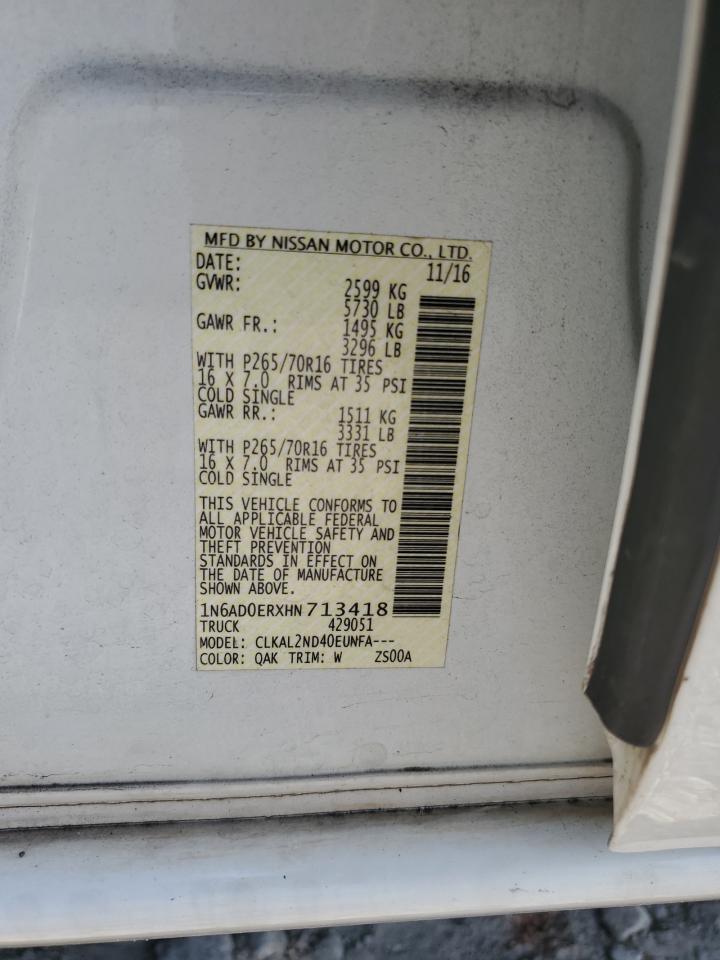 MFD BY NISSAN MOTOR CO., LTD.
DATE: 11/16
GVWR: 2599 KG
5730 LB
GAWR FR.: 1495 KG
3296 LB
WITH P265/70R16 TIRES
16 X 7.0 RIMS AT 35 PSI
COLD SINGLE
GAWR RR.: 1511 KG
3331 LB
WITH P265/70R16 TIRES
16 X 7.0 RIMS AT 35 PSI
COLD SINGLE
THIS VEHICLE CONFORMS TO
ALL APPLICABLE FEDERAL
MOTOR VEHICLE SAFETY AND
THEFT PREVENTION
STANDARDS IN EFFECT ON
THE DATE OF MANUFACTURE
SHOWN ABOVE.
1N6AD0ERXHN713418
TRUCK 429051
MODEL: CLKAL2ND40EUNFA---
COLOR: QAK TRIM: W ZS00A